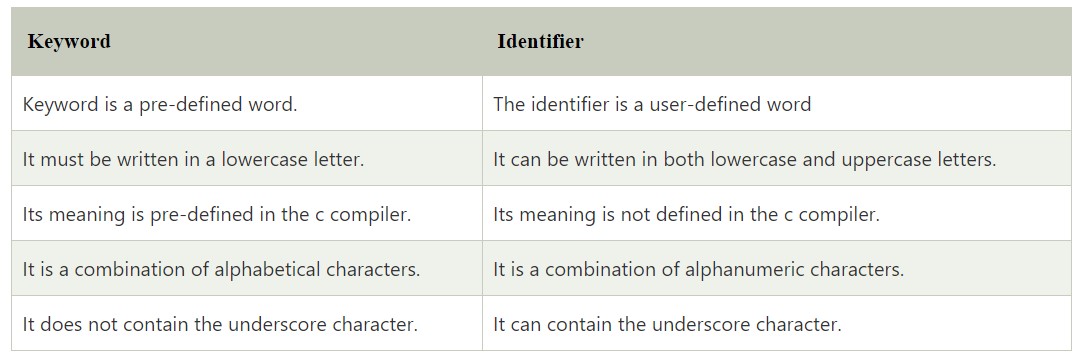 Keyword Identifier
Keyword is a pre-defined word. The identifier is a user-defined word
It must be written in a lowercase letter. It can be written in both lowercase and uppercase letters.
Its meaning is pre-defined in the c compiler. Its meaning is not defined in the c compiler.
It is a combination of alphabetical characters. It is a combination of alphanumeric characters.
It does not contain the underscore character. It can contain the underscore character.